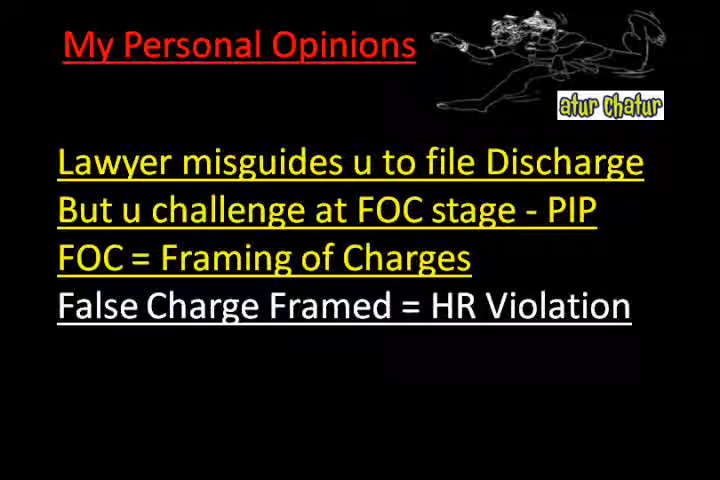 My Personal Opinions
atur chatur
Lawyer misguides u to file Discharge
But u challenge at FOC stage - PIP
FOC = Framing of Charges
False Charge Framed = HR Violation